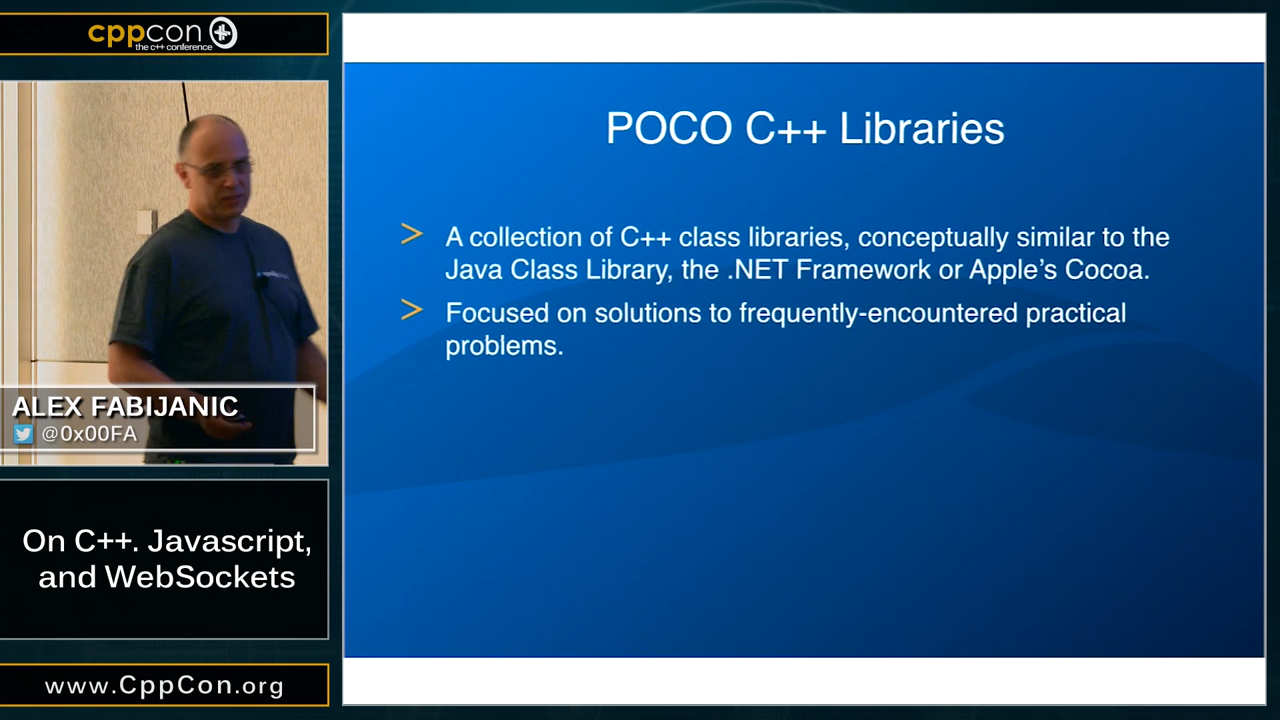 cppcon
the c++ conference
ALEX FABIJANIC
@0x00FA
On C++. Javascript,
and WebSockets
www.CppCon.org
POCO C++ Libraries
> A collection of C++ class libraries, conceptually similar to the
Java Class Library, the .NET Framework or Apple’s Cocoa.
> Focused on solutions to frequently-encountered practical
problems.